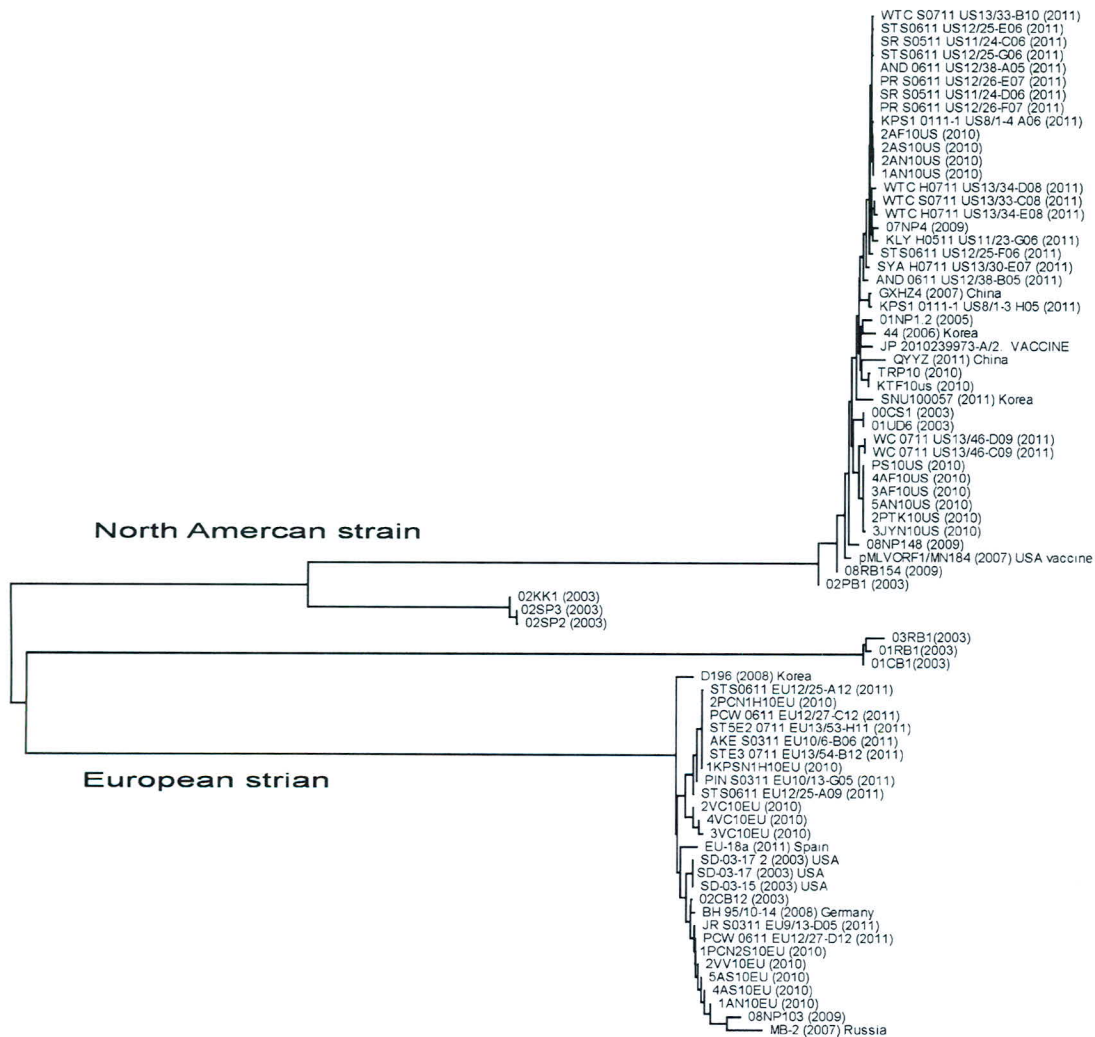 WTC S0711 US13/33-B10 (2011)
STS0611 US12/25-E06 (2011)
SR S0511 US11/24-C06 (2011)
STS0611 US12/25-G06 (2011)
AND 0611 US12/38-A05 (2011)
PR S0611 US12/26-E07 (2011)
SR S0511 US11/24-D06 (2011)
PR S0611 US12/26-F07 (2011)
KPS1 0111-1 US8/1-4 A06 (2011)
2AF10US (2010)
2AS10US (2010)
2AN10US (2010)
1AN10US (2010)
WTC H0711 US13/34-D08 (2011)
WTC S0711 US13/33-C08 (2011)
WTC H0711 US13/34-E08 (2011)
07NP4 (2009)
KLY H0511 US11/23-G06 (2011)
STS0611 US12/25-F06 (2011)
SYA H0711 US13/30-E07 (2011)
AND 0611 US12/38-B05 (2011)
GXHZ4 (2007) China
KPS1 0111-1 US8/1-3 H05 (2011)
01NP1.2 (2005)
44 (2006) Korea
JP 2010239973-A/2. VACCINE
QYYZ (2011) China
TRP10 (2010)
KTF10us (2010)
SNU100057 (2011) Korea
00CS1 (2003)
01UD6 (2003)
WC 0711 US13/46-D09 (2011)
WC 0711 US13/46-C09 (2011)
PS10US (2010)
4AF10US (2010)
3AF10US (2010)
5AN10US (2010)
2PTK10US (2010)
3JYN10US (2010)
North Amercan strain
08NP148 (2009)
pMLVORF1/MN184 (2007) USA vaccine
08RB154 (2009)
02PB1 (2003)
02KK1 (2003)
02SP3 (2003)
02SP2 (2003)
03RB1(2003)
01RB1(2003)
01CB1(2003)
D196 (2008) Korea
STS0611 EU12/25-A12 (2011)
2PCN1H10EU (2010)
PCW 0611 EU12/27-C12 (2011)
ST5E2 0711 EU13/53-H11 (2011)
AKE S0311 EU10/6-B06 (2011)
STE3 0711 EU13/54-B12 (2011)
1KPSN1H10EU (2010)
European strian
PIN S0311 EU10/13-G05 (2011)
STS0611 EU12/25-A09 (2011)
2VC10EU (2010)
4VC10EU (2010)
3VC10EU (2010)
EU-18a (2011) Spain
SD-03-17 2 (2003) USA
SD-03-17 (2003) USA
SD-03-15 (2003) USA
02CB12 (2003)
BH 95/10-14 (2008) Germany
JR S0311 EU9/13-D05 (2011)
PCW 0611 EU12/27-D12 (2011)
1PCN2S10EU (2010)
2VV10EU (2010)
5AS10EU (2010)
4AS10EU (2010)
1AN10EU (2010)
08NP103 (2009)
MB-2 (2007) Russia